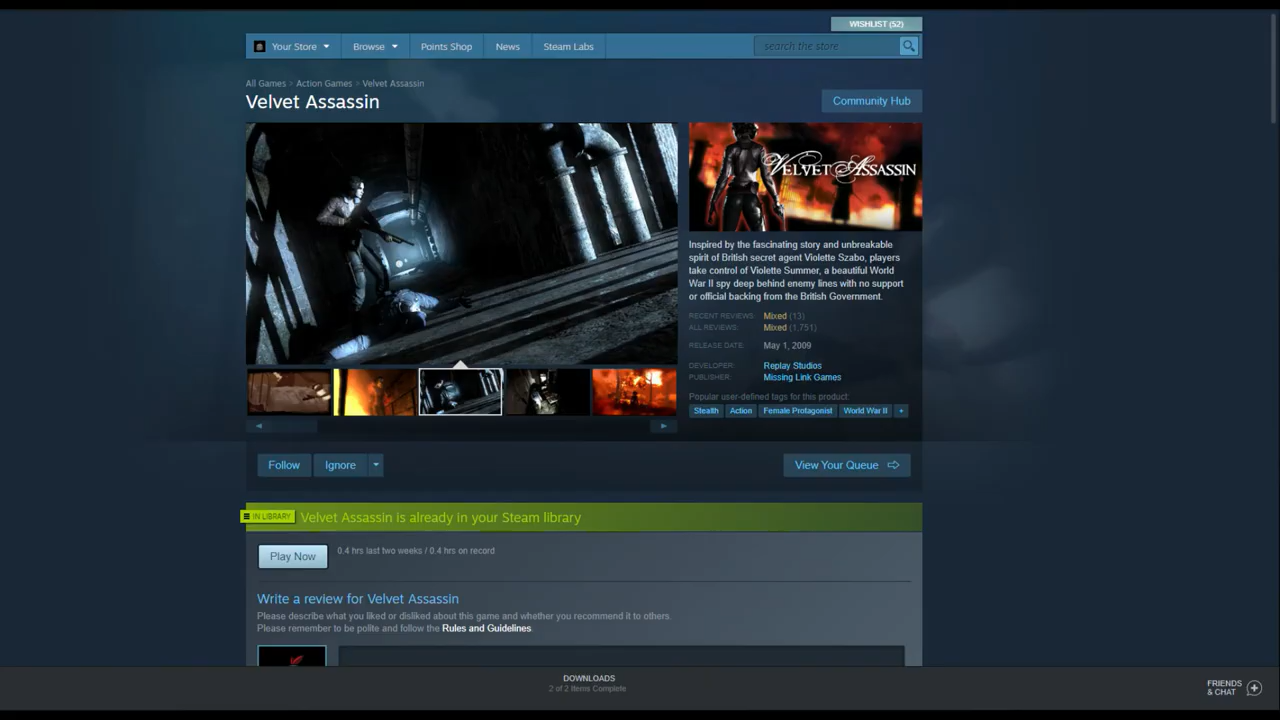 WISHLIST (52)
Your Store
Browse
Points Shop
News
Steam Labs
search the store
All Games > Action Games > Velvet Assassin
Velvet Assassin
Community Hub
VELVET ASSASSIN
Inspired by the fascinating story and unbreakable
spirit of British secret agent Violette Szabo, players
take control of Violette Summer, a beautiful World
War II spy deep behind enemy lines with no support
or official backing from the British Government.
RECENT REVIEWS: Mixed (13)
ALL REVIEWS: Mixed (1,751)
RELEASE DATE: May 1, 2009
DEVELOPER: Replay Studios
PUBLISHER: Missing Link Games
Popular user-defined tags for this product:
Stealth Action Female Protagonist World War II +
Follow
Ignore
View Your Queue
IN LIBRARY
Velvet Assassin is already in your Steam library
Play Now
0.4 hrs last two weeks / 0.4 hrs on record
Write a review for Velvet Assassin
Please describe what you liked or disliked about this game and whether you recommend it to others.
Please remember to be polite and follow the Rules and Guidelines.
DOWNLOADS
2 of 2 Items Complete
FRIENDS
& CHAT